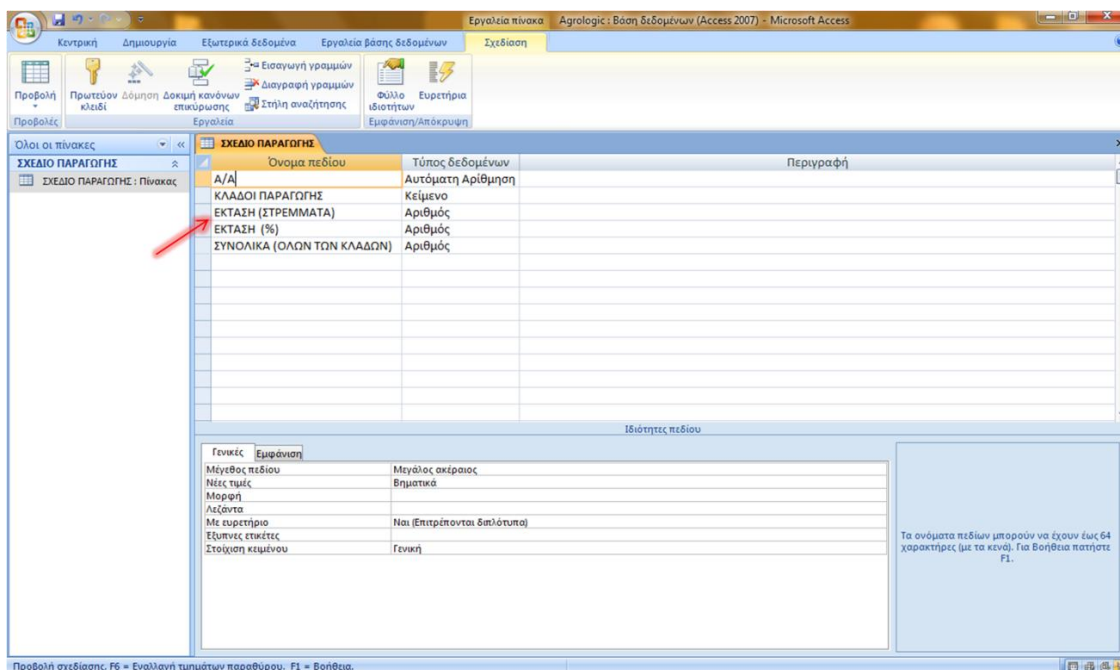 Εργαλεία πίνακα Agrologic : Βάση δεδομένων (Access 2007) - Microsoft Access
Κεντρική Δημιουργία Εξωτερικά δεδομένα Εργαλεία βάσης δεδομένων Σχεδίαση
Προβολή
Πρωτεύον κλειδί
Δόμηση
Δοκιμή κανόνων επικύρωσης
Εισαγωγή γραμμών
Διαγραφή γραμμών
Στήλη αναζήτησης
Φύλλο ιδιοτήτων
Ευρετήρια
Προβολές Εργαλεία Εμφάνιση/Απόκρυψη
Όλοι οι πίνακες
ΣΧΕΔΙΟ ΠΑΡΑΓΩΓΗΣ
ΣΧΕΔΙΟ ΠΑΡΑΓΩΓΗΣ : Πίνακας
ΣΧΕΔΙΟ ΠΑΡΑΓΩΓΗΣ
Όνομα πεδίου Τύπος δεδομένων Περιγραφή
Α/Α Αυτόματη Αρίθμηση
ΚΛΑΔΟΙ ΠΑΡΑΓΩΓΗΣ Κείμενο
ΕΚΤΑΣΗ (ΣΤΡΕΜΜΑΤΑ) Αριθμός
ΕΚΤΑΣΗ (%) Αριθμός
ΣΥΝΟΛΙΚΑ (ΟΛΩΝ ΤΩΝ ΚΛΑΔΩΝ) Αριθμός
Ιδιότητες πεδίου
Γενικές Εμφάνιση
Μέγεθος πεδίου Μεγάλος ακέραιος
Νέες τιμές Βηματικά
Μορφή
Λεζάντα
Με ευρετήριο Ναι (Επιτρέπονται διπλότυπα)
Έξυπνες ετικέτες
Στοίχιση κειμένου Γενική
Τα ονόματα πεδίων μπορούν να έχουν έως 64
χαρακτήρες (με τα κενά). Για Βοήθεια πατήστε
F1.
Προβολή σχεδίασης. F6 = Εναλλαγή τμημάτων παραθύρου. F1 = Βοήθεια.